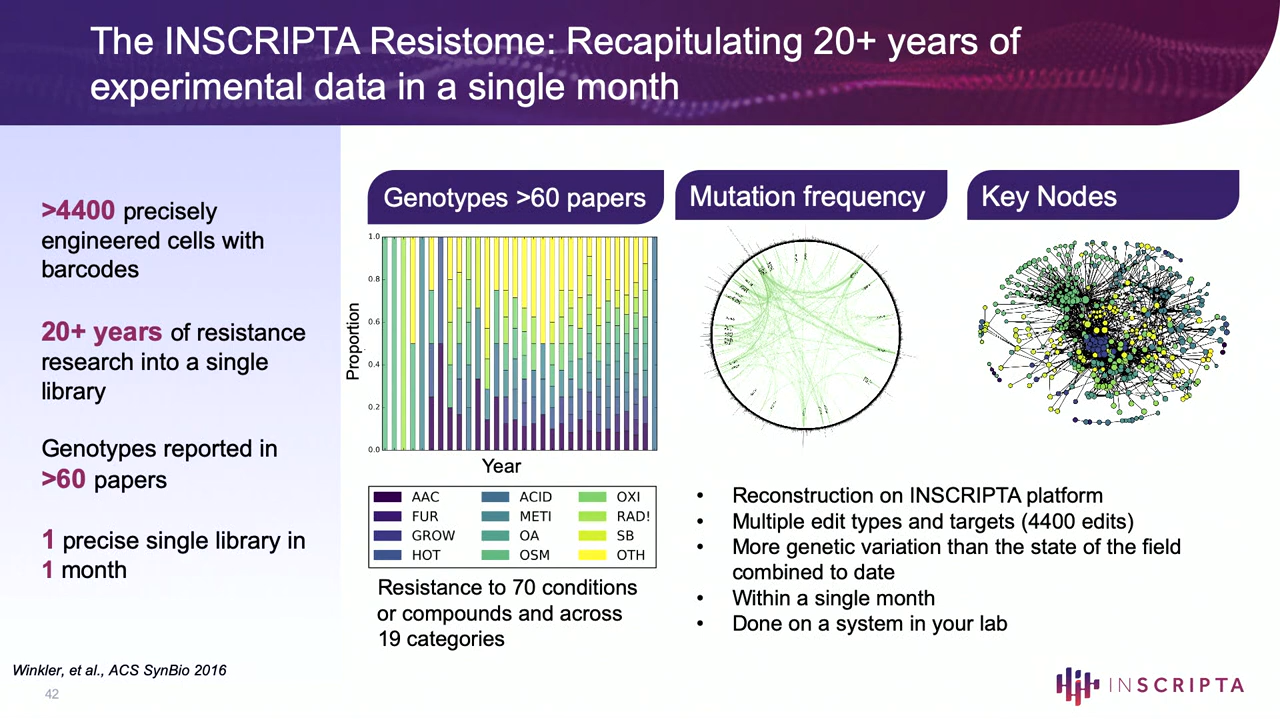 The INSCRIPTA Resistome: Recapitulating 20+ years of
experimental data in a single month
>4400 precisely
engineered cells with
barcodes
20+ years of resistance
research into a single
library
Genotypes reported in
>60 papers
1 precise single library in
1 month
Genotypes >60 papers
1.0
0.8
0.6
0.4
0.2
0.0
Proportion
Year
AAC
FUR
GROW
HOT
ACID
METI
OA
OSM
OXI
RAD!
SB
OTH
Resistance to 70 conditions
or compounds and across
19 categories
Mutation frequency
Key Nodes
• Reconstruction on INSCRIPTA platform
• Multiple edit types and targets (4400 edits)
• More genetic variation than the state of the field
combined to date
• Within a single month
• Done on a system in your lab
Winkler, et al., ACS SynBio 2016
42
INSCRIPTA